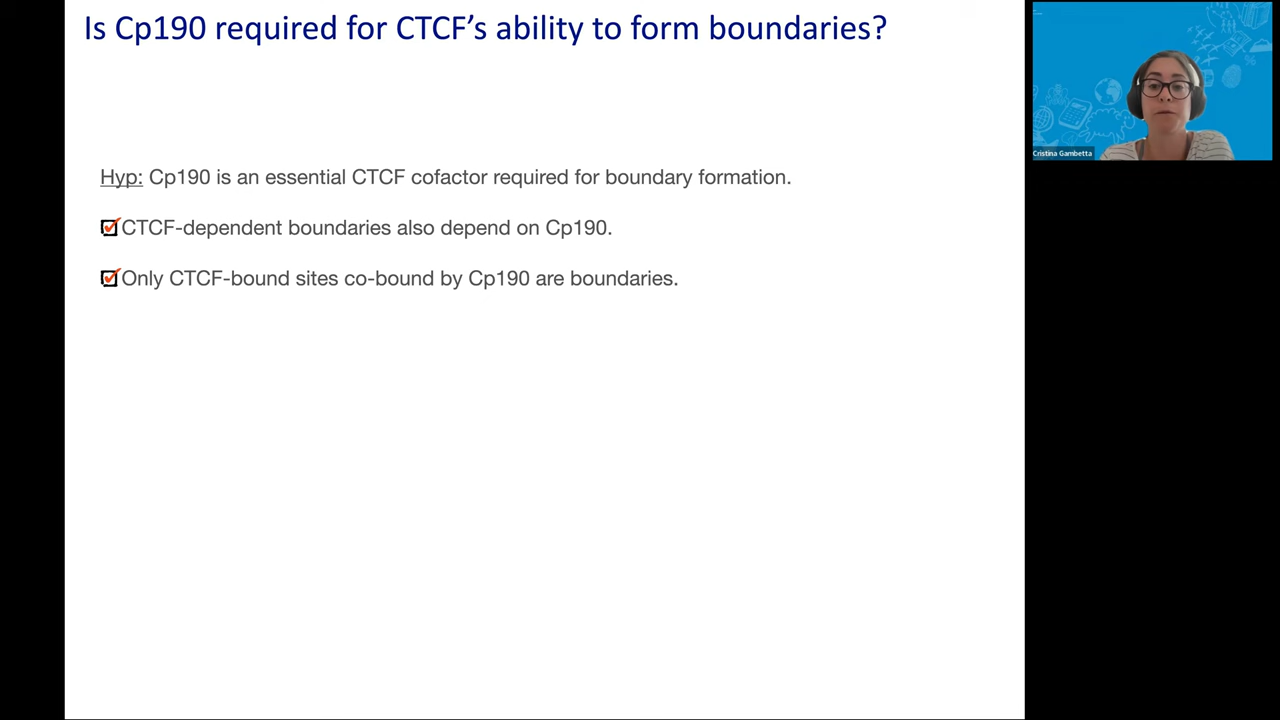 Is Cp190 required for CTCF's ability to form boundaries?
Hyp: Cp190 is an essential CTCF cofactor required for boundary formation.
CTCF-dependent boundaries also depend on Cp190.
Only CTCF-bound sites co-bound by Cp190 are boundaries.
Cristina Gambetta